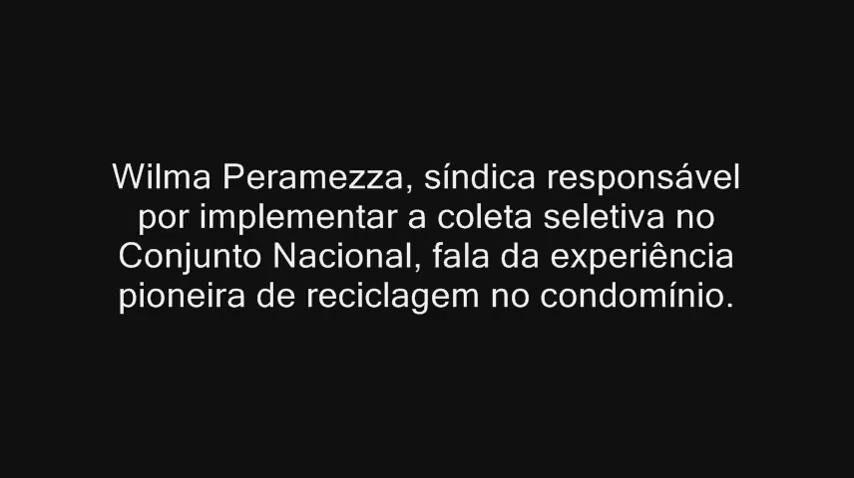 Wilma Peramezza, síndica responsável
por implementar a coleta seletiva no
Conjunto Nacional, fala da experiência
pioneira de reciclagem no condomínio.